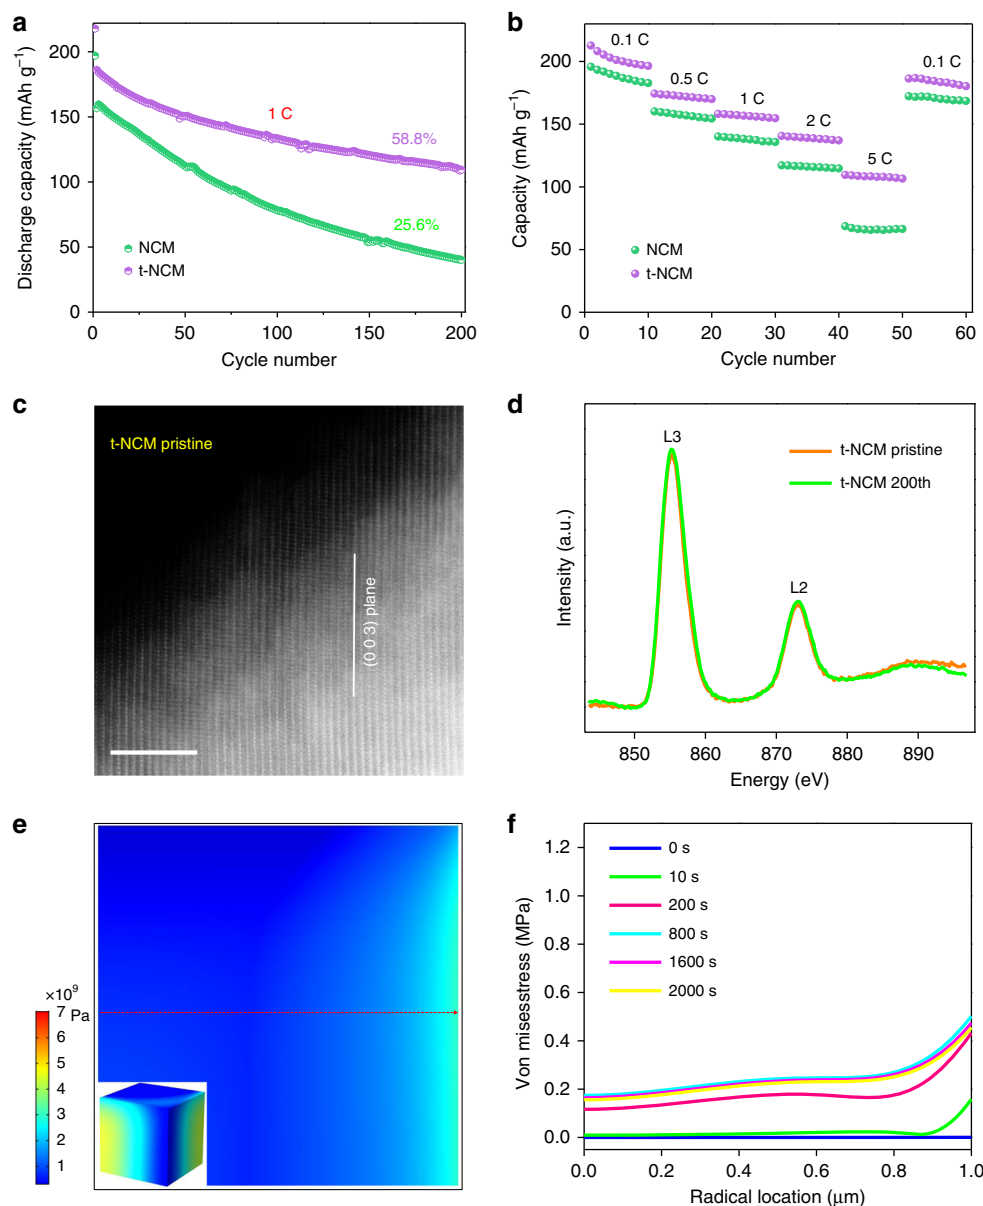 a
Discharge capacity (mAh g⁻¹)
200
150
100
50
0
1 C
58.8%
25.6%
NCM
t-NCM
0
50
100
150
200
Cycle number
b
Capacity (mAh g⁻¹)
200
150
100
50
0
0.1 C
0.5 C
1 C
2 C
5 C
0.1 C
NCM
t-NCM
0
10
20
30
40
50
60
Cycle number
c
t-NCM pristine
(0 0 3) plane
d
Intensity (a.u.)
L3
L2
t-NCM pristine
t-NCM 200th
850
860
870
880
890
Energy (eV)
e
×10⁹
7 Pa
6
5
4
3
2
1
f
Von misesstress (MPa)
1.2
1.0
0.8
0.6
0.4
0.2
0.0
0 s
10 s
200 s
800 s
1600 s
2000 s
0.0
0.2
0.4
0.6
0.8
1.0
Radical location (μm)